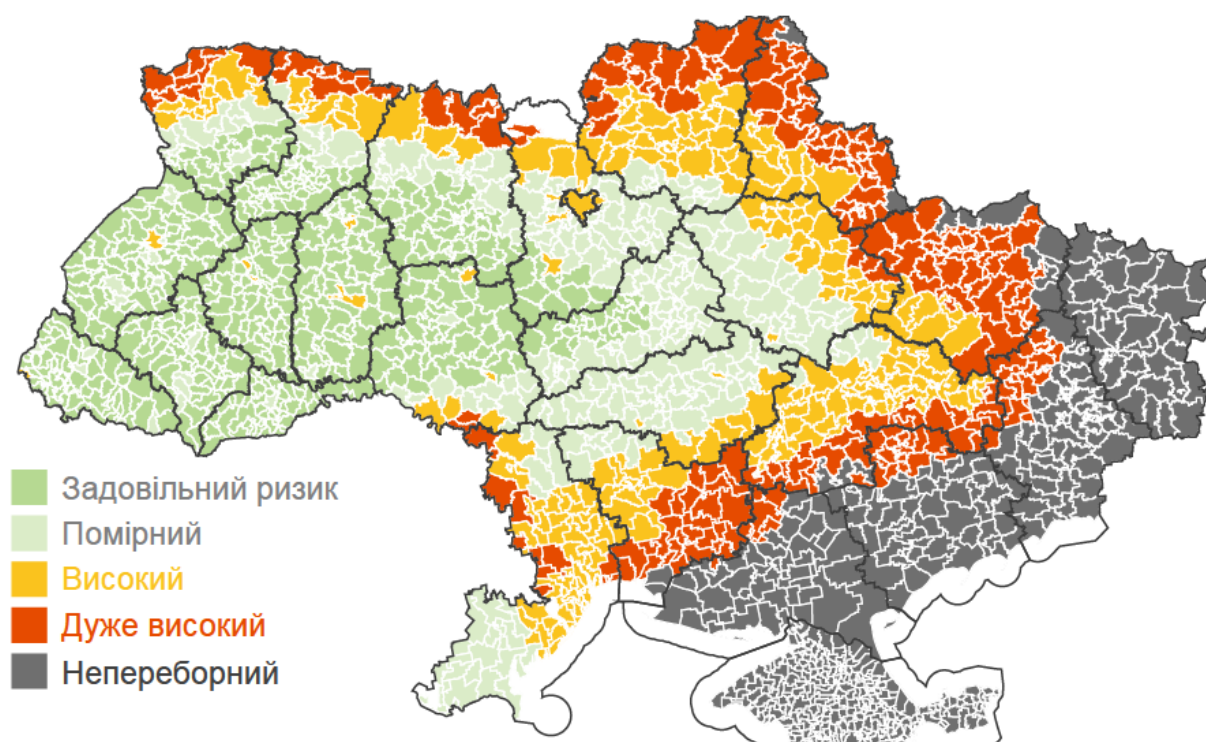 Задовільний ризик
Помірний
Високий
Дуже високий
Непереборний